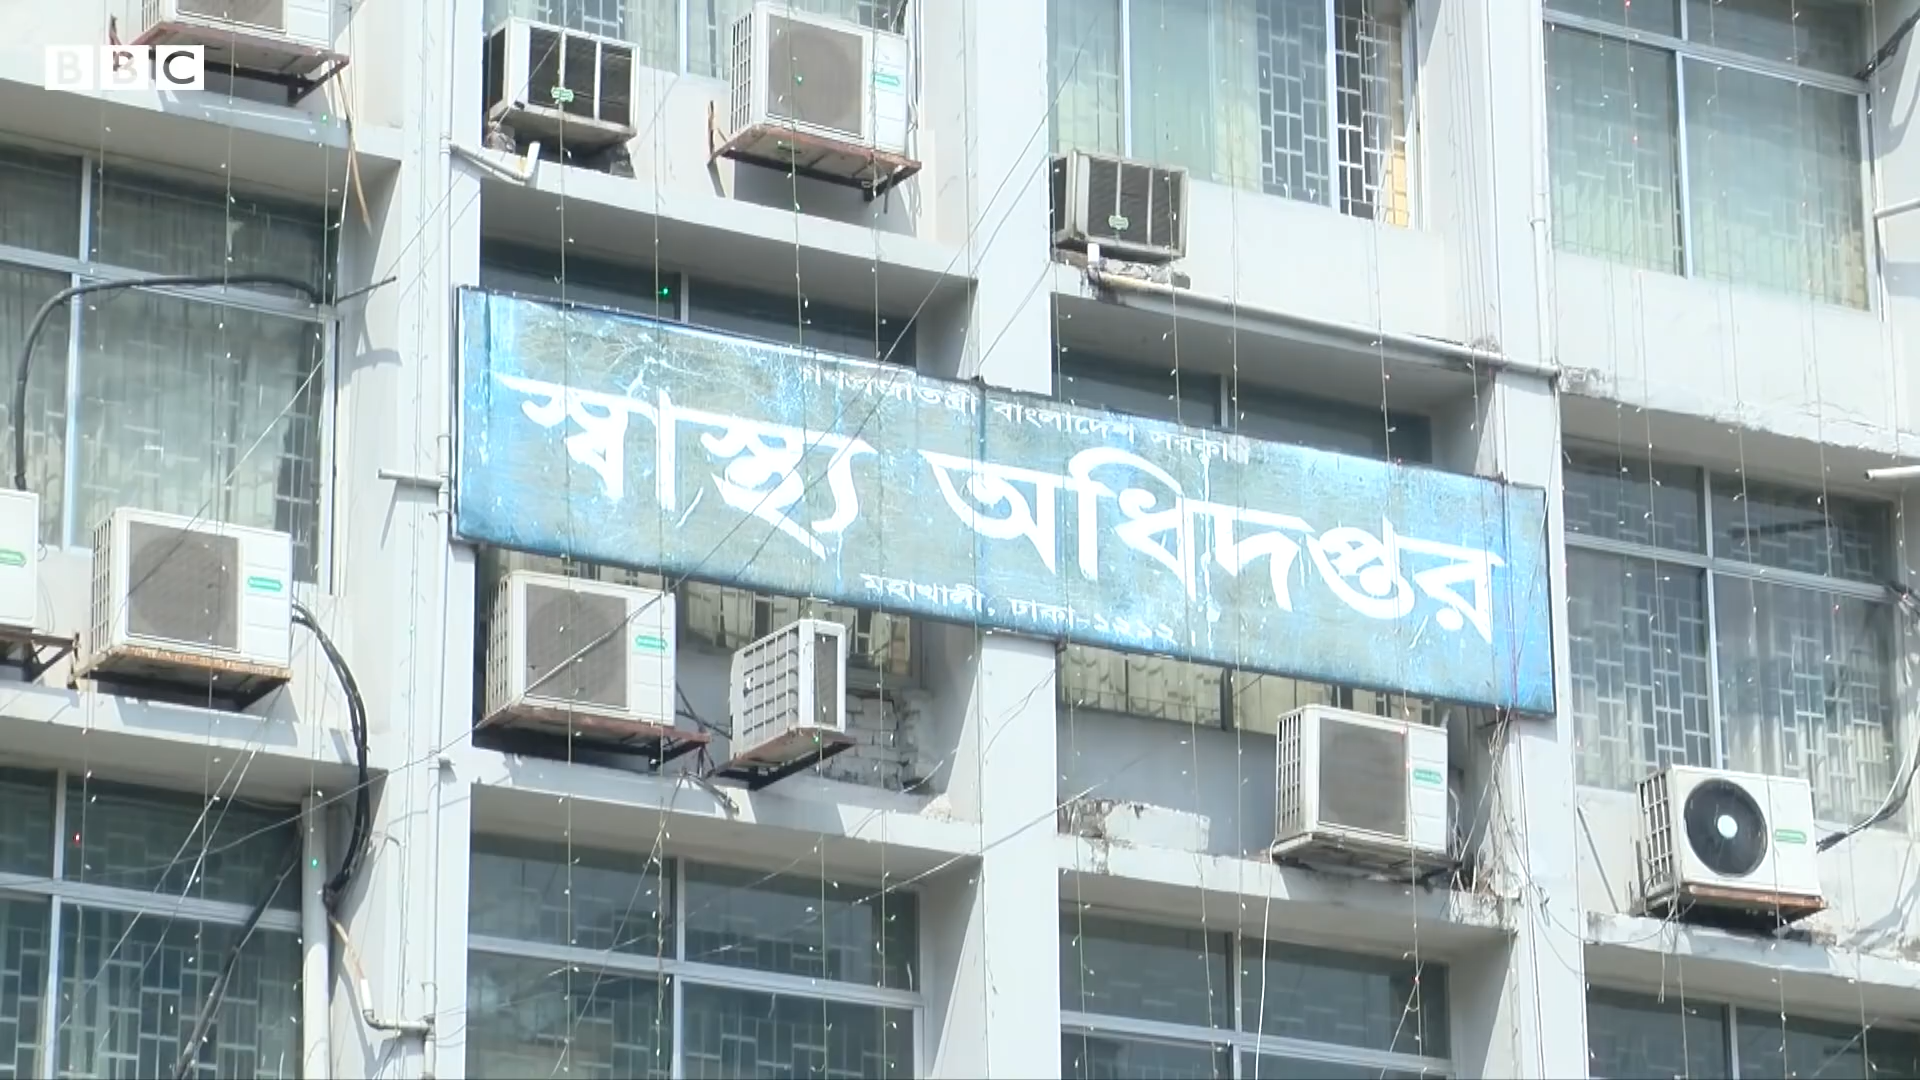 BBC
গণপ্রজাতন্ত্রী বাংলাদেশ সরকার
স্বাস্থ্য অধিদপ্তর
মহাখালী, ঢাকা-১২১২